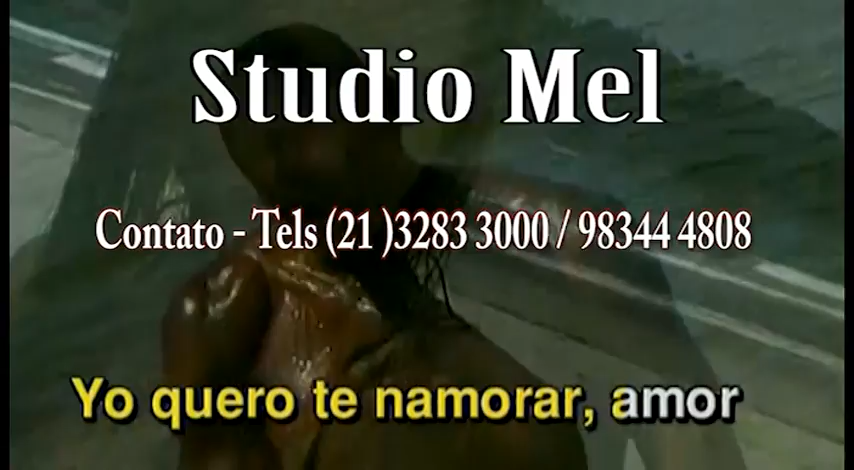 Studio Mel
Contato - Tels (21 )3283 3000 / 98344 4808
Yo quero te namorar, amor